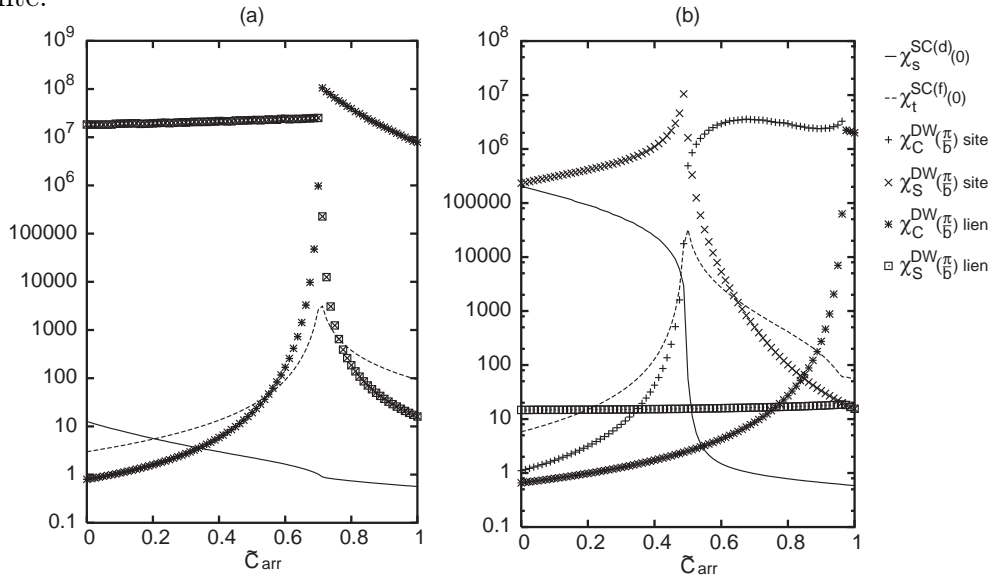 (a)
10⁹
10⁸
10⁷
10⁶
100000
10000
1000
100
10
1
0.1
0 0.2 0.4 0.6 0.8 1
C̃arr
(b)
10⁸
10⁷
10⁶
100000
10000
1000
100
10
1
0.1
0 0.2 0.4 0.6 0.8 1
C̃arr
χₛSC(d)(0)
χₜSC(f)(0)
χCDW(π/b) site
χSDW(π/b) site
χCDW(π/b) lien
χSDW(π/b) lien